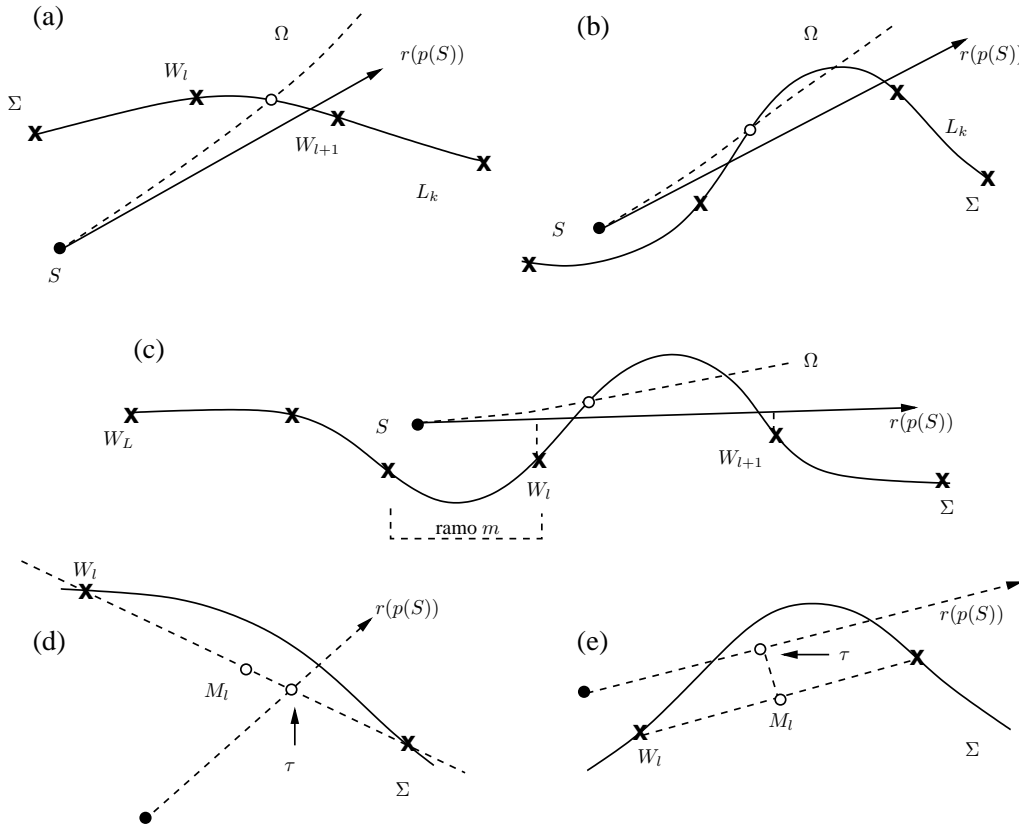 (a)
Ω
r(p(S))
W_l
Σ
W_{l+1}
L_k
S
(b)
Ω
r(p(S))
L_k
S
Σ
(c)
Ω
S
r(p(S))
W_L
W_{l+1}
W_l
Σ
ramo m
W_l
r(p(S))
(d)
M_l
τ
Σ
(e)
r(p(S))
τ
M_l
W_l
Σ